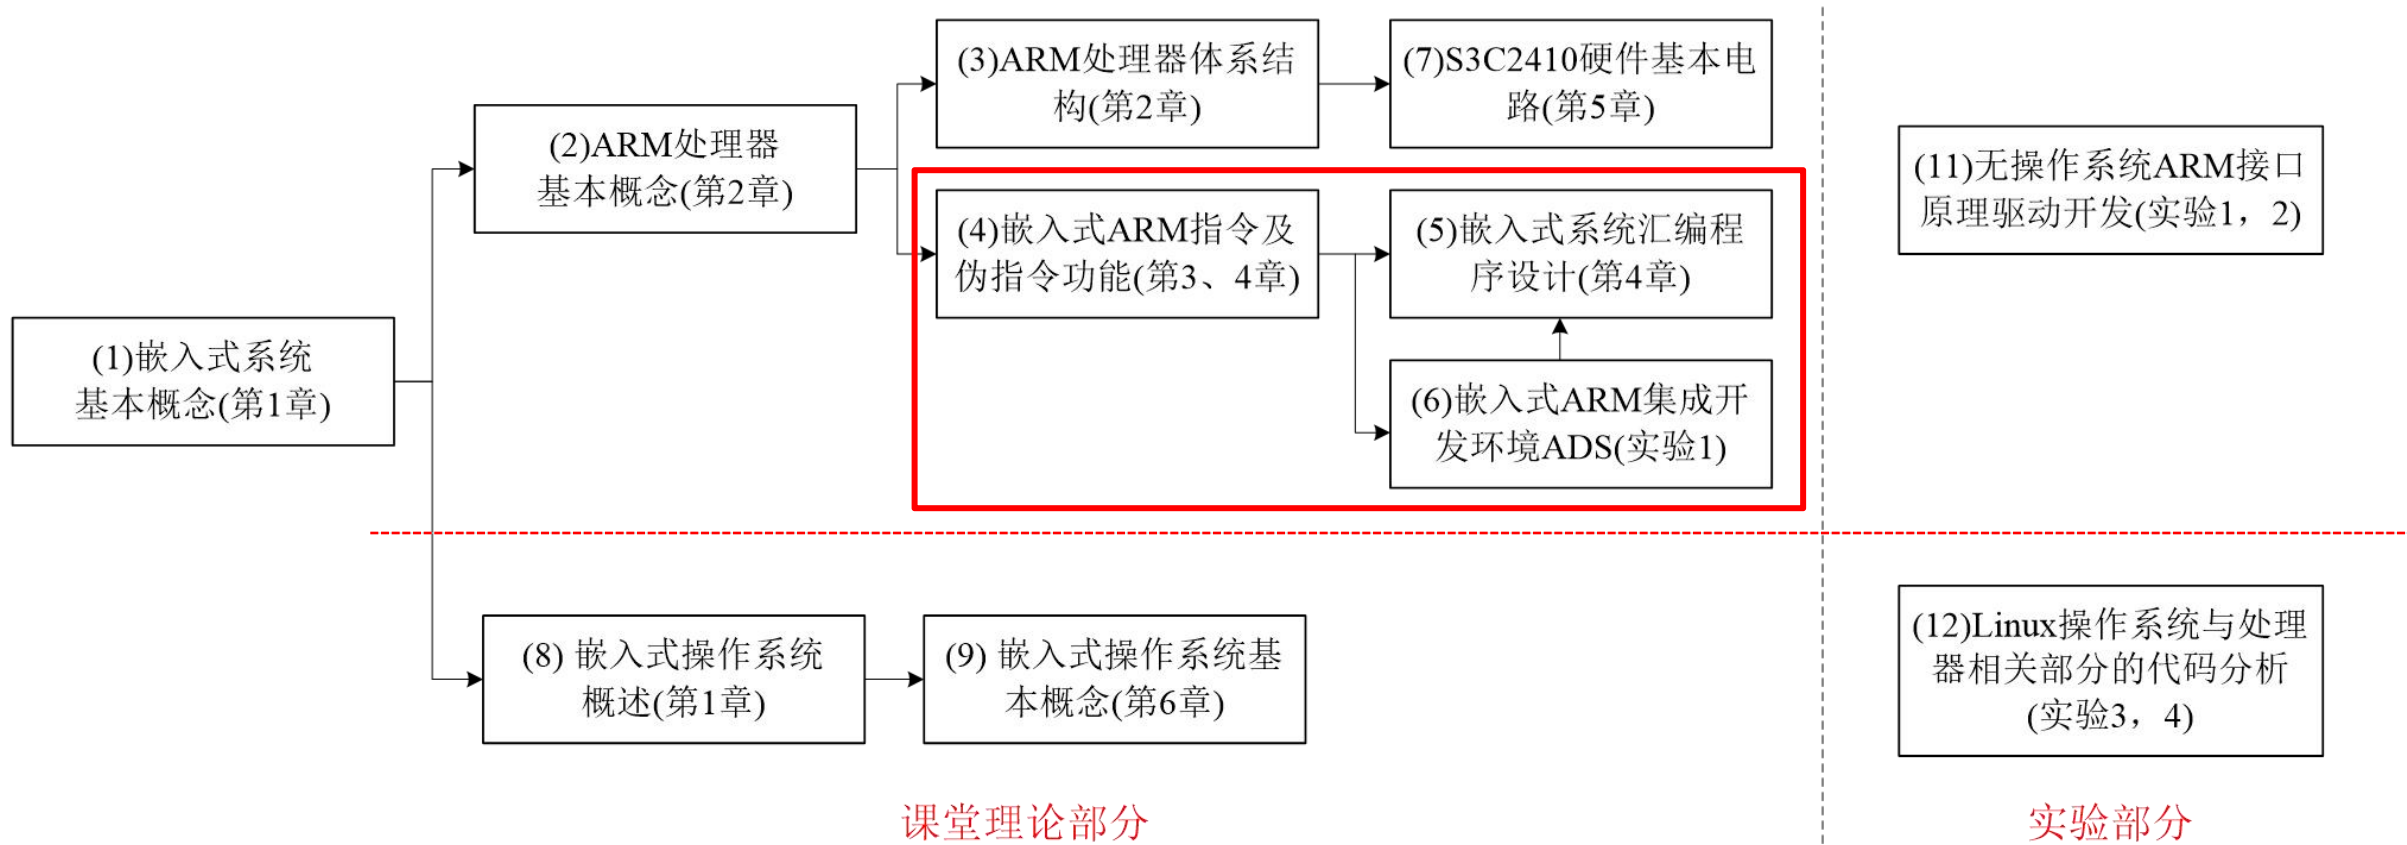 (1)嵌入式系统
基本概念(第1章)
(2)ARM处理器
基本概念(第2章)
(3)ARM处理器体系结
构(第2章)
(4)嵌入式ARM指令及
伪指令功能(第3、4章)
(7)S3C2410硬件基本电
路(第5章)
(5)嵌入式系统汇编程
序设计(第4章)
(6)嵌入式ARM集成开
发环境ADS(实验1)
(8) 嵌入式操作系统
概述(第1章)
(9) 嵌入式操作系统基
本概念(第6章)
课堂理论部分
(11)无操作系统ARM接口
原理驱动开发(实验1，2)
(12)Linux操作系统与处理
器相关部分的代码分析
(实验3，4)
实验部分